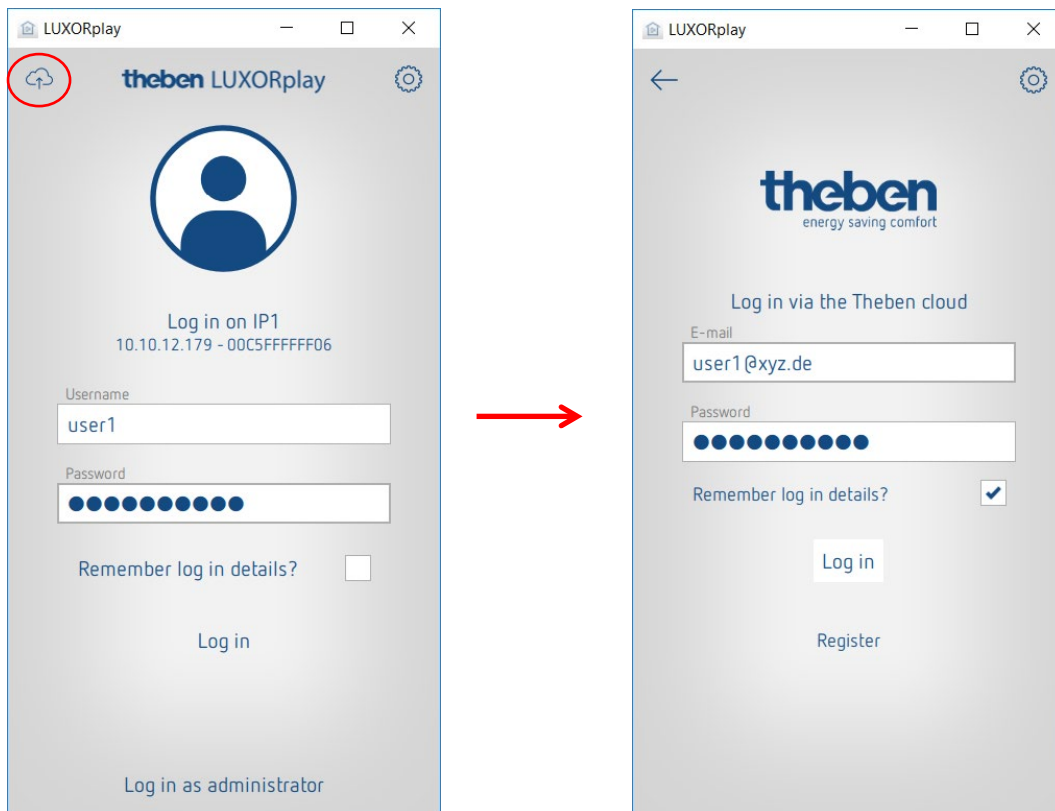 LUXORplay
theben LUXORplay
Log in on IP1
10.10.12.179 - 00C5FFFFFF06
Username
user1
Password
Remember log in details?
Log in
Log in as administrator
LUXORplay
theben
energy saving comfort
Log in via the Theben cloud
E-mail
user1@xyz.de
Password
Remember log in details?
Log in
Register